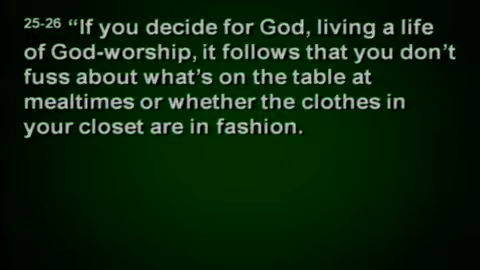 25-26 “If you decide for God, living a life
of God-worship, it follows that you don’t
fuss about what’s on the table at
mealtimes or whether the clothes in
your closet are in fashion.